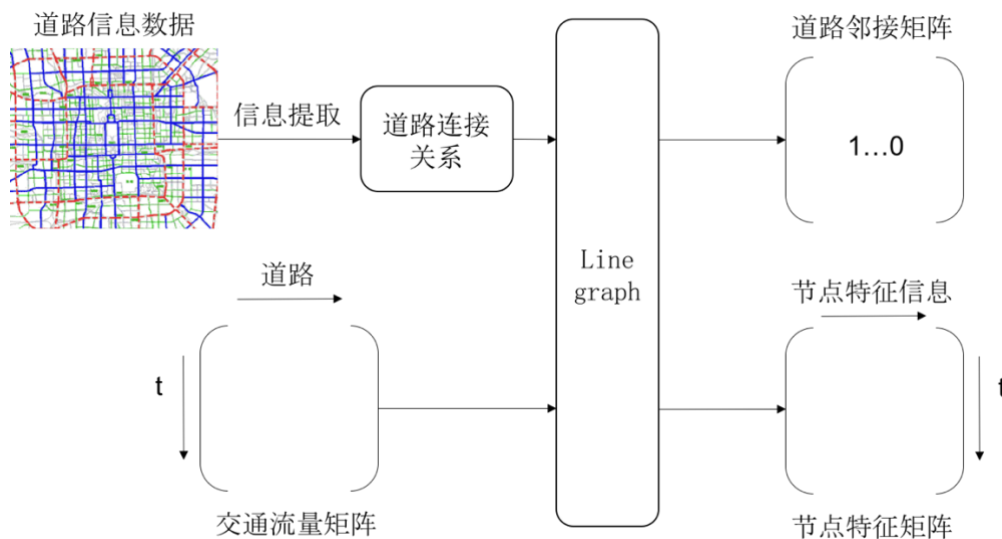 道路信息数据
道路邻接矩阵
信息提取
道路连接
关系
1…0
Line
graph
道路
节点特征信息
t
t
交通流量矩阵
节点特征矩阵